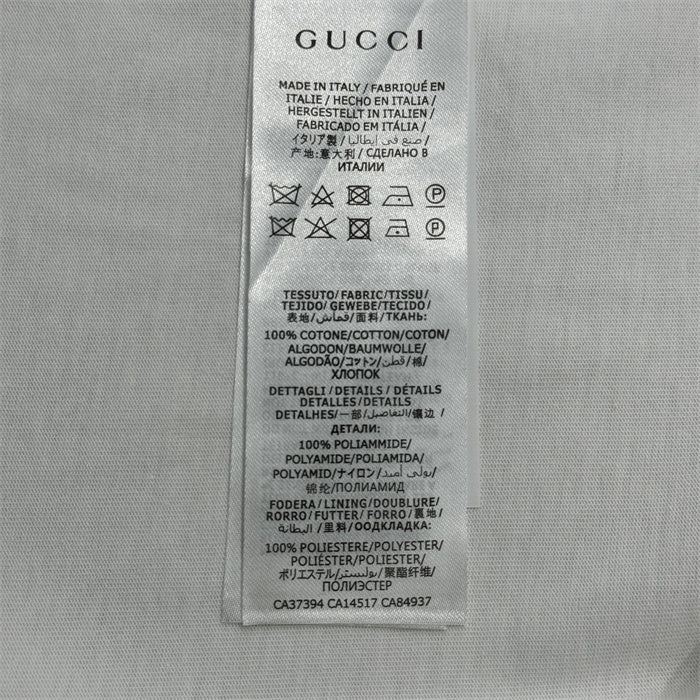 GUCCI
MADE IN ITALY / FABRIQUÉ EN
ITALIE / HECHO EN ITALIA /
HERGESTELLT IN ITALIEN /
FABRICADO EM ITÁLIA /
イタリア製 / صنع في ايطاليا /
产地:意大利 / СДЕЛАНО В
ИТАЛИИ
P
P
TESSUTO/FABRIC/TISSU/
TEJIDO/ GEWEBE/TECIDO/
表地/قماش/面料/ТКАНЬ:
100% COTONE/COTTON/COTON/
ALGODON/BAUMWOLLE/
ALGODÃO/コットン/قطن/棉/
ХЛОПОК
DETTAGLI/DETAILS / DÉTAILS
DETALLES/DETAILS
DETALHES/一部/التفاصيل/镶边 /
ДЕТАЛИ:
100% POLIAMMIDE/
POLYAMIDE/POLIAMIDA/
POLYAMID/ナイロン/بولي أميد/
锦纶/ПОЛИАМИД
FODERA / LINING/DOUBLURE/
RORRO/FUTTER/ FORRO/裏地/
البطانة/里料/ООДКЛАДКА:
100% POLIESTERE/POLYESTER/
POLIÉSTER/POLIESTER/
ポリエステル/بوليستر/聚酯纤维/
ПОЛИЭСТЕР
CA37394 CA14517 CA84937